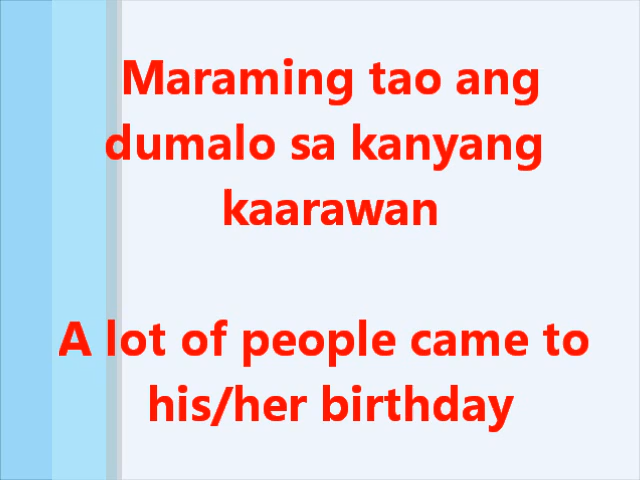 Maraming tao ang
dumalo sa kanyang
kaarawan
A lot of people came to
his/her birthday